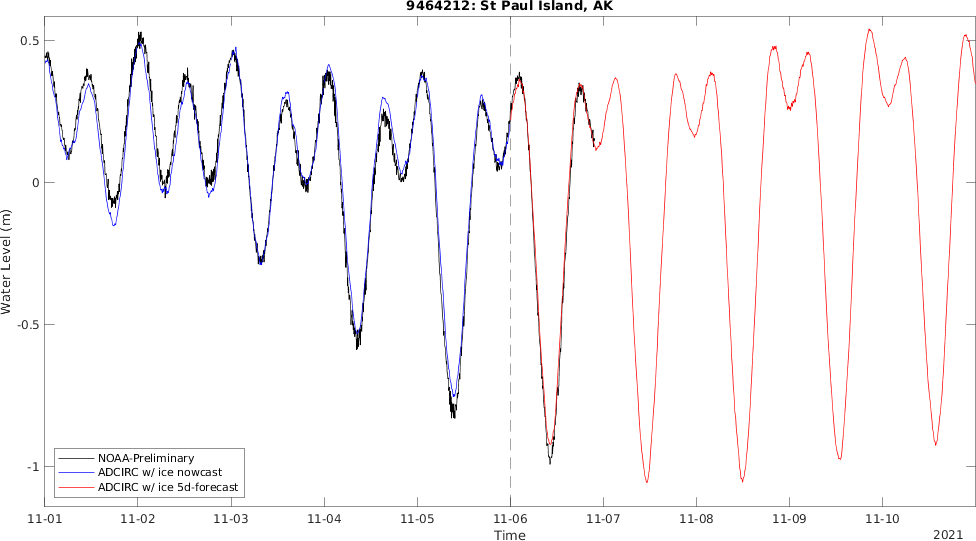 9464212: St Paul Island, AK
0.5
0
-0.5
-1
Water Level (m)
NOAA-Preliminary
ADCIRC w/ ice nowcast
ADCIRC w/ ice 5d-forecast
11-01 11-02 11-03 11-04 11-05 11-06 11-07 11-08 11-09 11-10
Time
2021